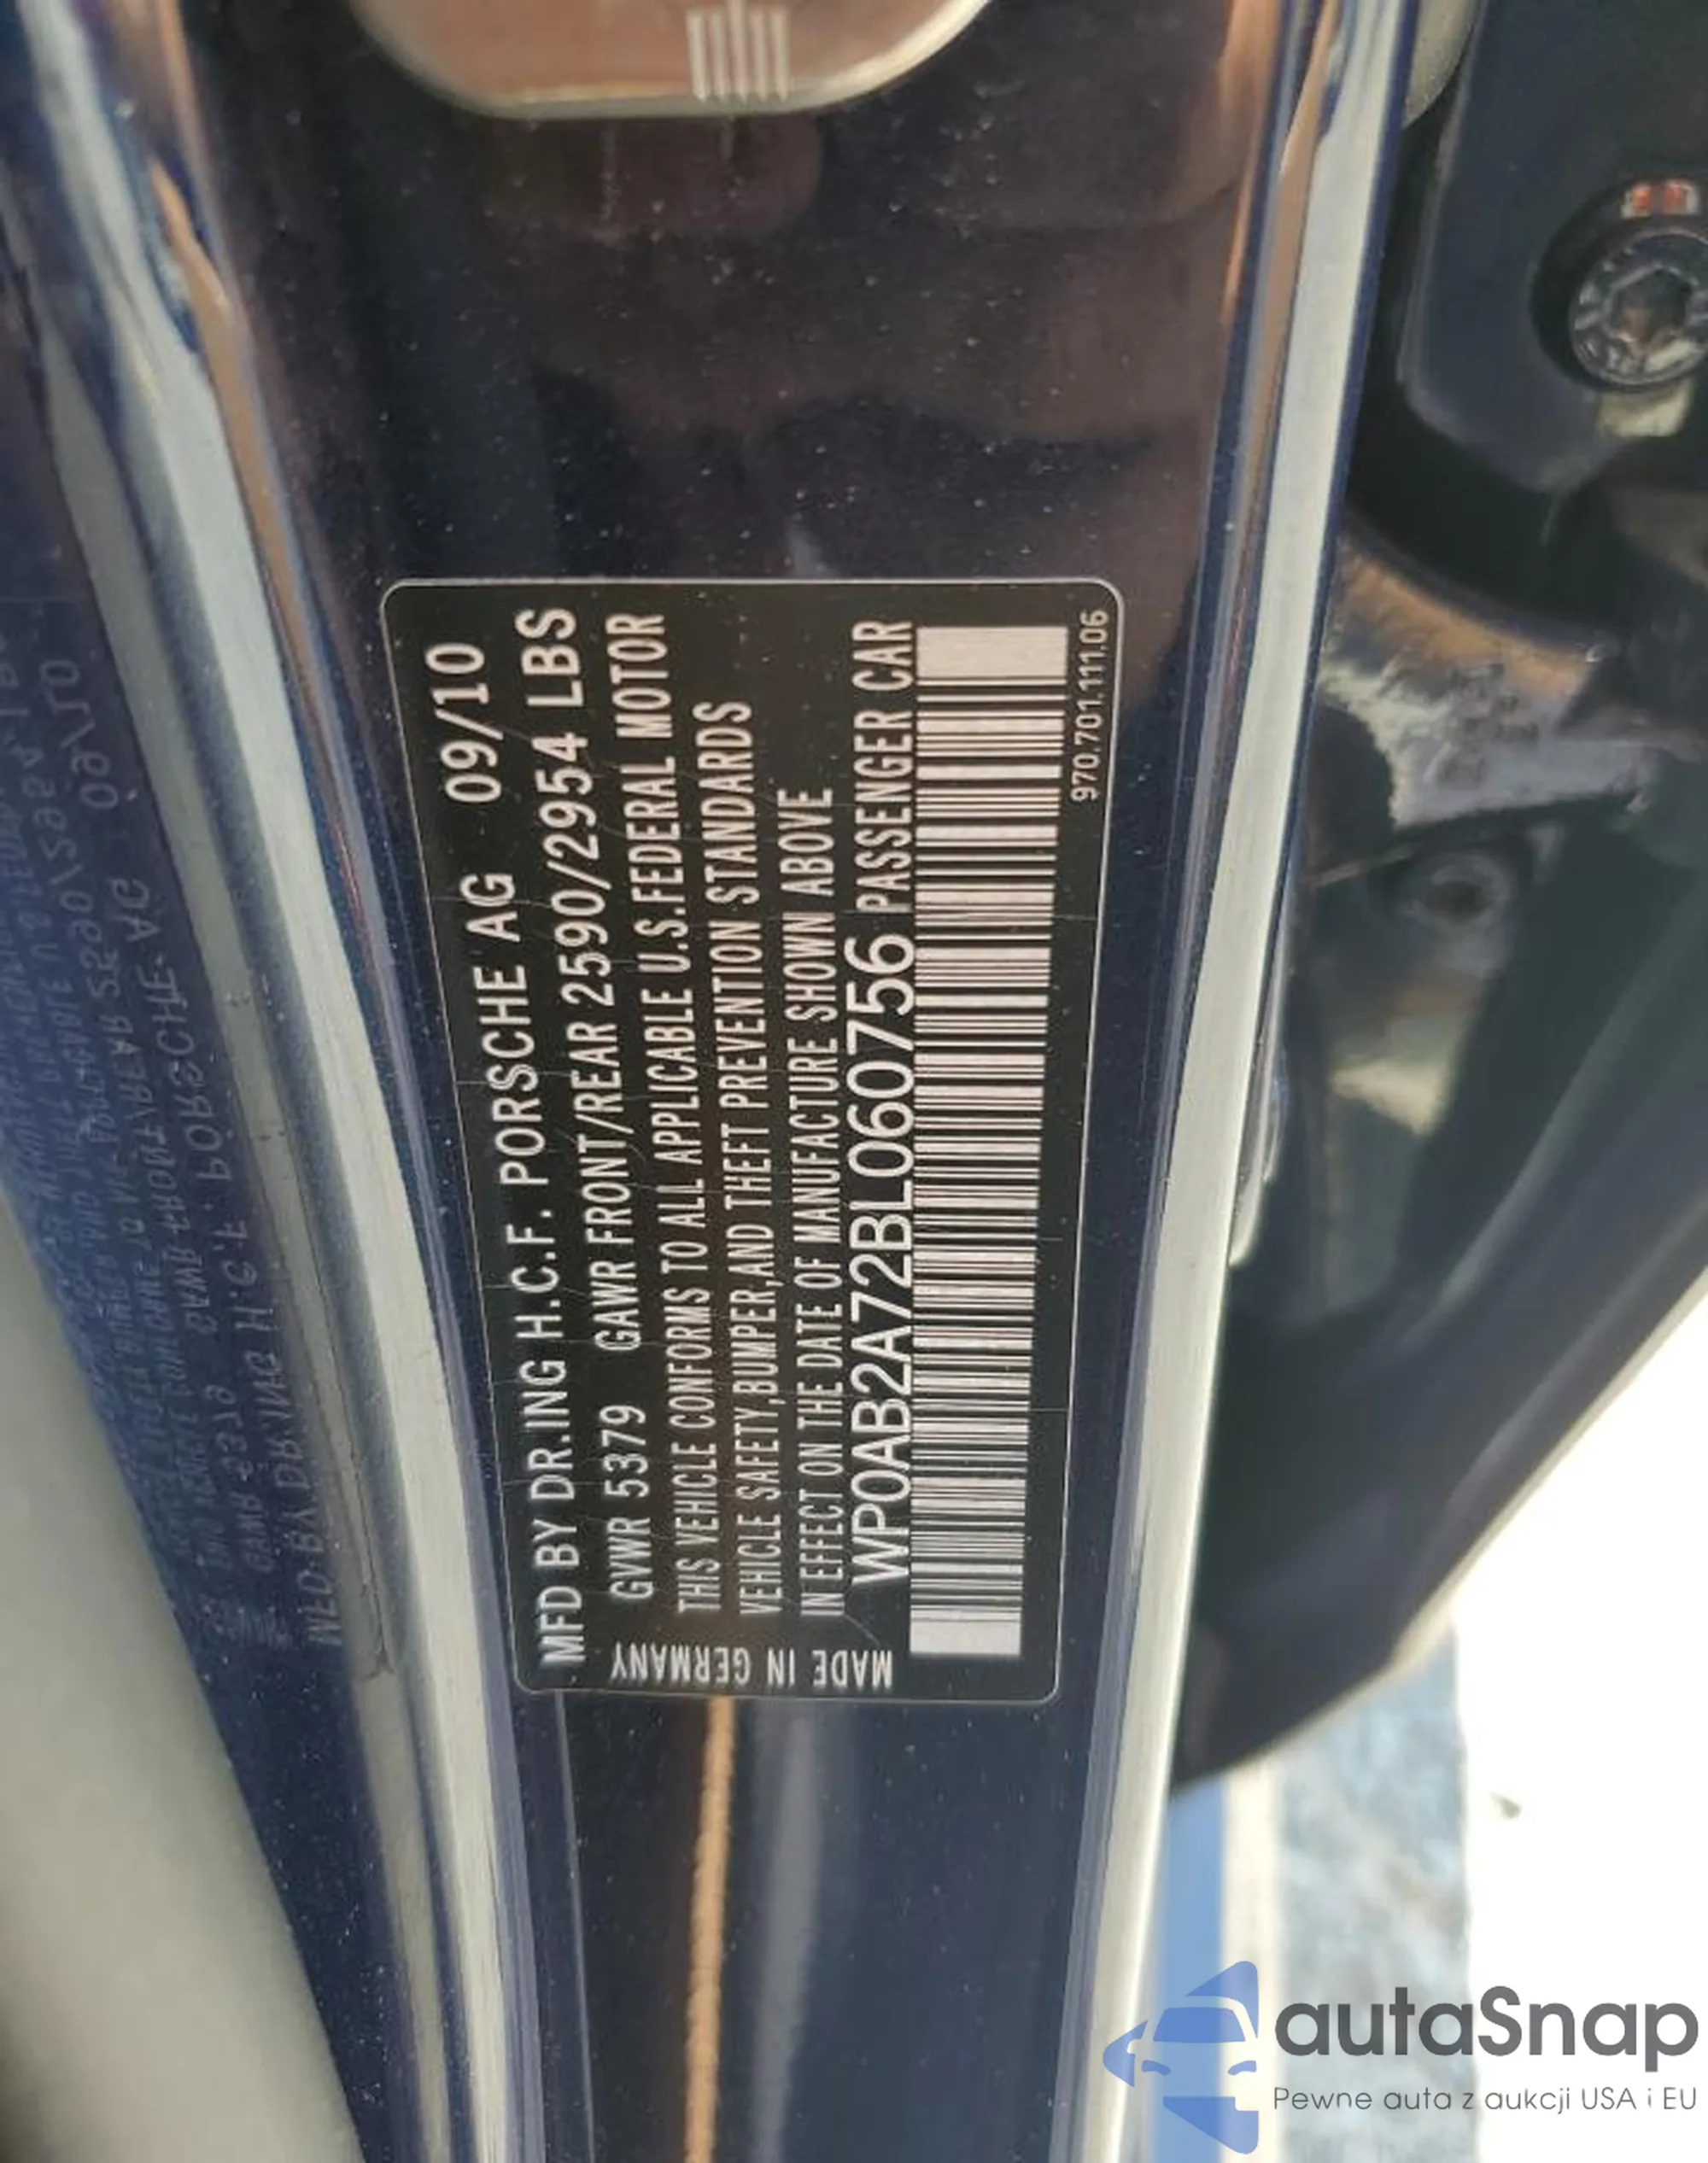 MFD BY DR.ING H.C.F. PORSCHE AG 09/10
GVWR 5379 GAWR FRONT/REAR 2590/2954 LBS
THIS VEHICLE CONFORMS TO ALL APPLICABLE U.S.FEDERAL MOTOR
VEHICLE SAFETY,BUMPER,AND THEFT PREVENTION STANDARDS
IN EFFECT ON THE DATE OF MANUFACTURE SHOWN ABOVE
WP0AB2A72BL060756 PASSENGER CAR
MADE IN GERMANY
970.701.111.06
autaSnap
Pewne auta z aukcji USA i EU